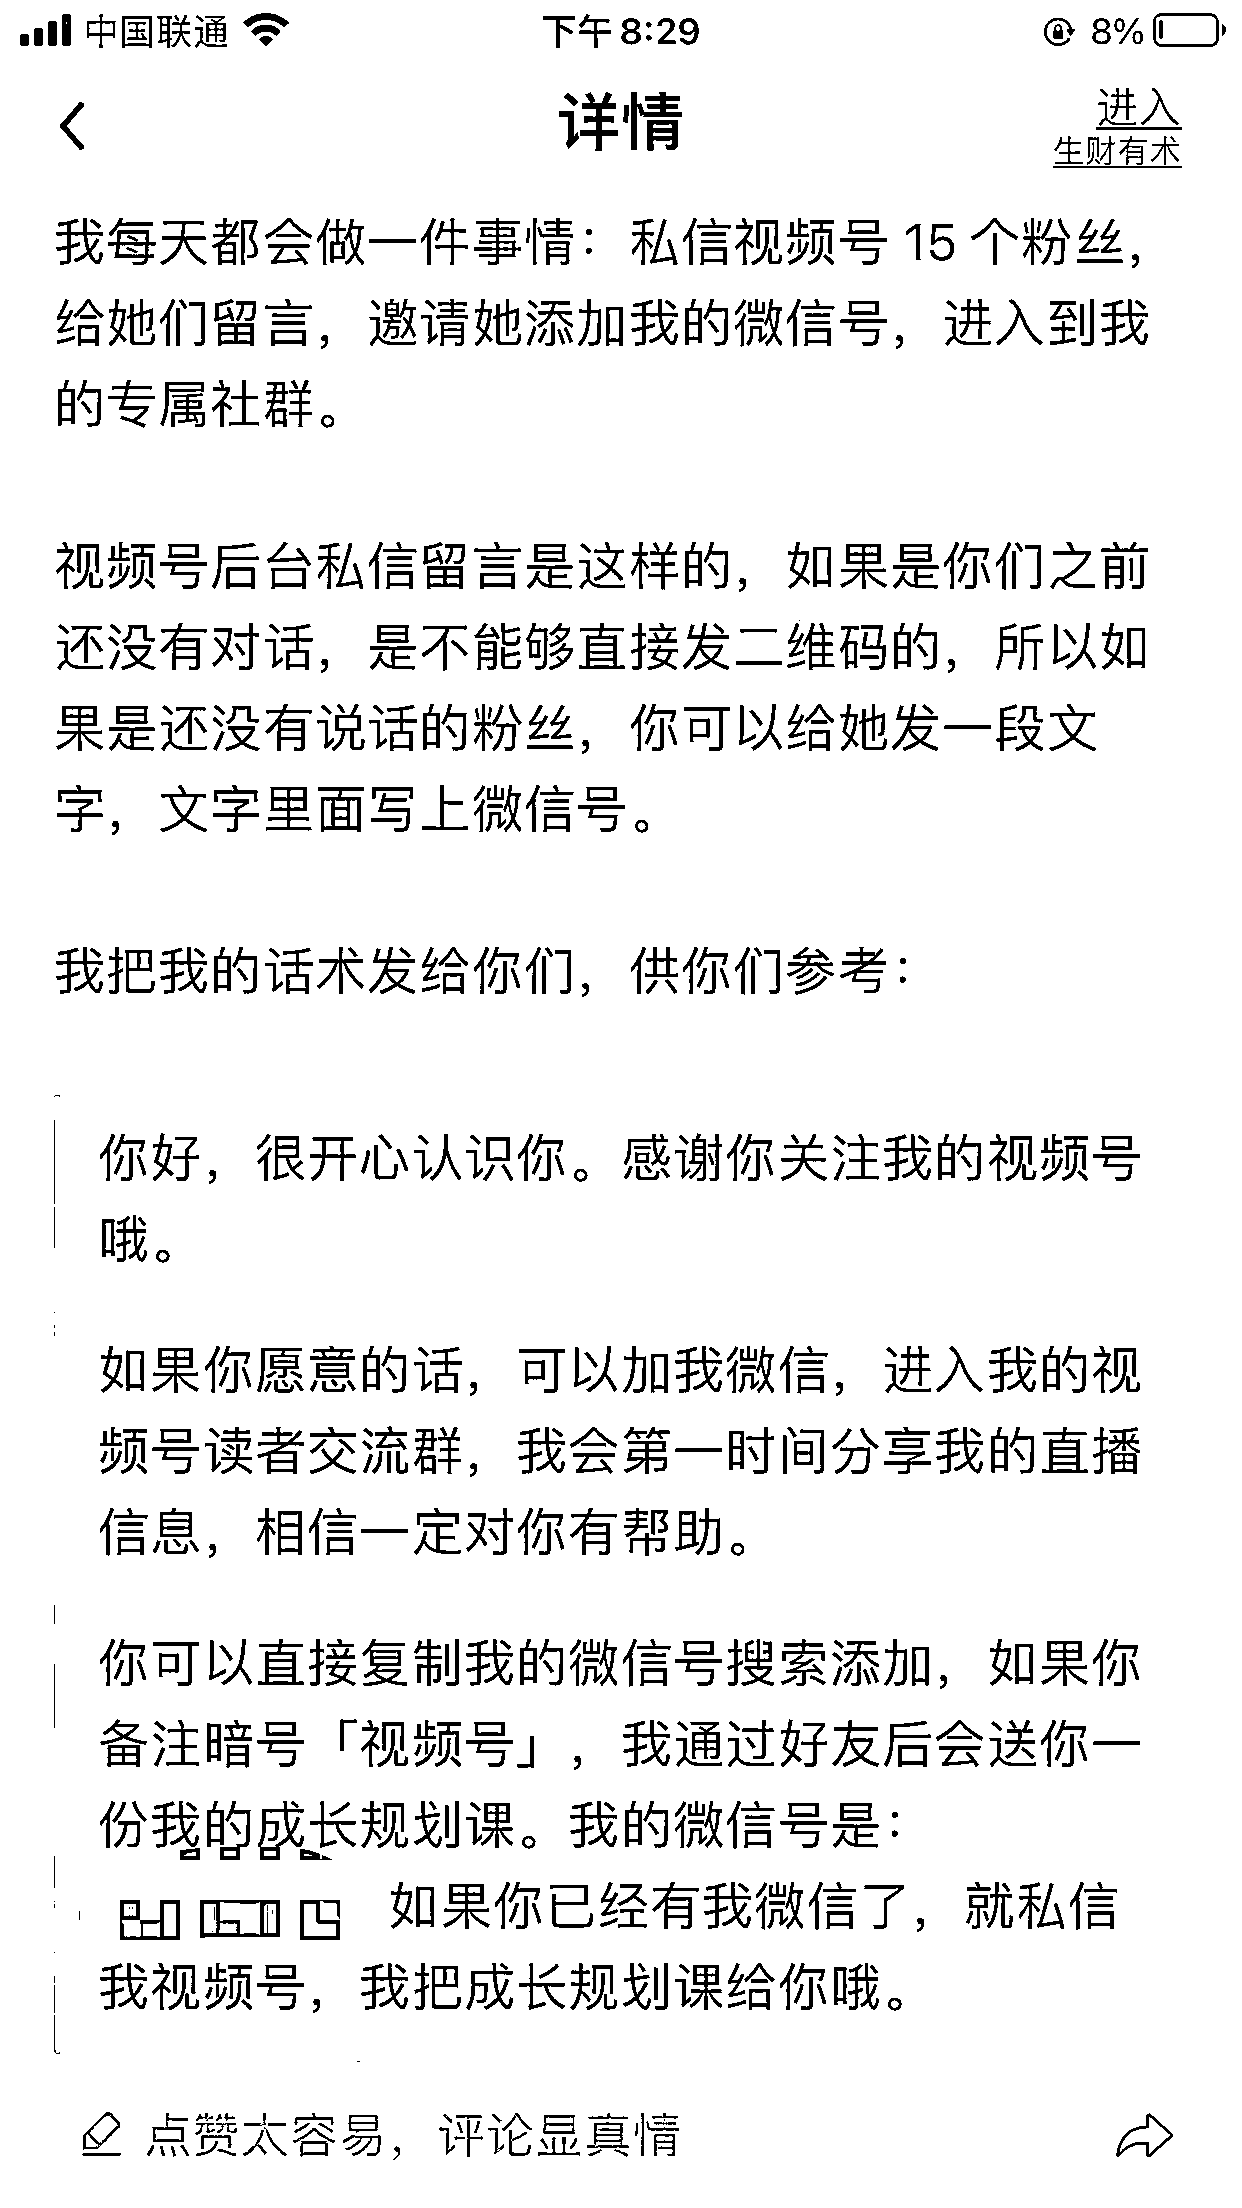 中国联通 下午8:29 8%
详情
进入
生财有术
我每天都会做一件事情：私信视频号 15 个粉丝，
给她们留言，邀请她添加我的微信号，进入到我
的专属社群。
视频号后台私信留言是这样的，如果是你们之前
还没有对话，是不能够直接发二维码的，所以如
果是还没有说话的粉丝，你可以给她发一段文
字，文字里面写上微信号。
我把我的话术发给你们，供你们参考：
你好，很开心认识你。感谢你关注我的视频号
哦。
如果你愿意的话，可以加我微信，进入我的视
频号读者交流群，我会第一时间分享我的直播
信息，相信一定对你有帮助。
你可以直接复制我的微信号搜索添加，如果你
备注暗号「视频号」，我通过好友后会送你一
份我的成长规划课。我的微信号是：
如果你已经有我微信了，就私信
我视频号，我把成长规划课给你哦。
点赞太容易，评论显真情